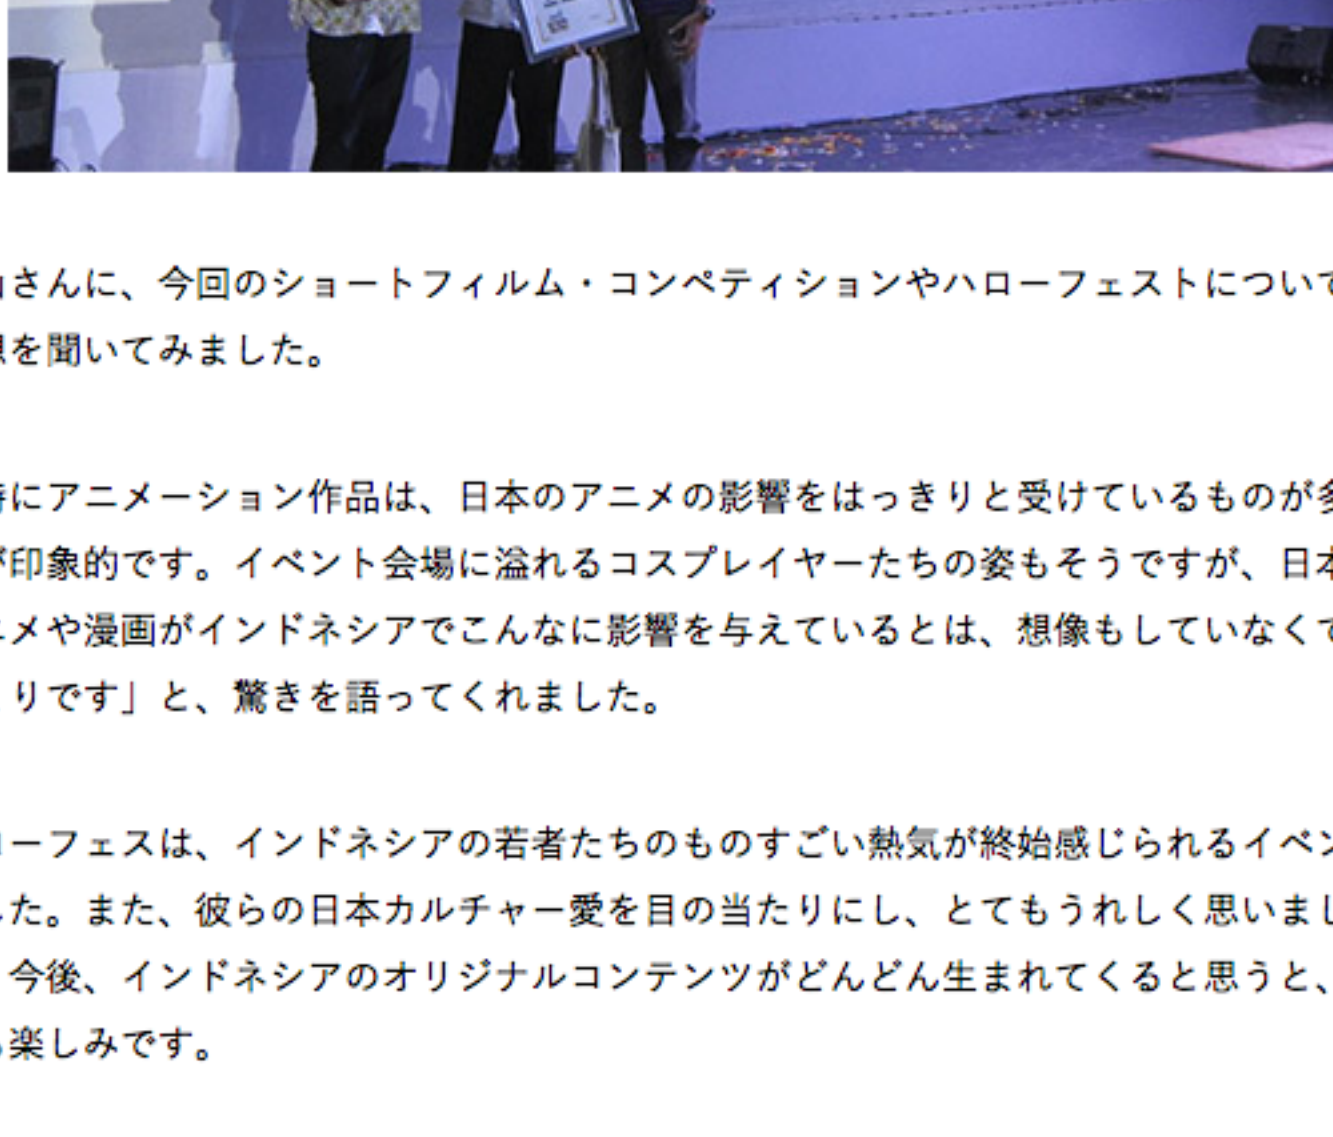 さんに、今回のショートフィルム・コンペティションやハローフェストについて
を聞いてみました。
にアニメーション作品は、日本のアニメの影響をはっきりと受けているものが多
が印象的です。イベント会場に溢れるコスプレイヤーたちの姿もそうですが、日本
ニメや漫画がインドネシアでこんなに影響を与えているとは、想像もしていなくて
りです」と、驚きを語ってくれました。
ローフェスは、インドネシアの若者たちのものすごい熱気が終始感じられるイベン
した。また、彼らの日本カルチャー愛を目の当たりにし、とてもうれしく思いまし
今後、インドネシアのオリジナルコンテンツがどんどん生まれてくると思うと、
楽しみです。